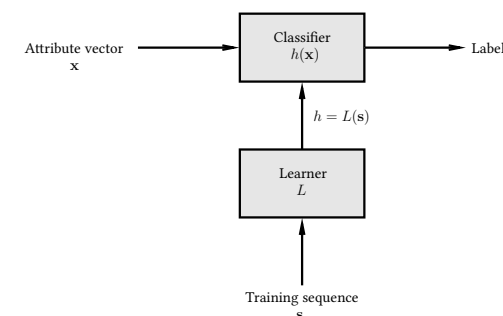 Classifier
Attribute vector
h(x)
Label
x
h = L(s)
Learner
L
Training sequence
s